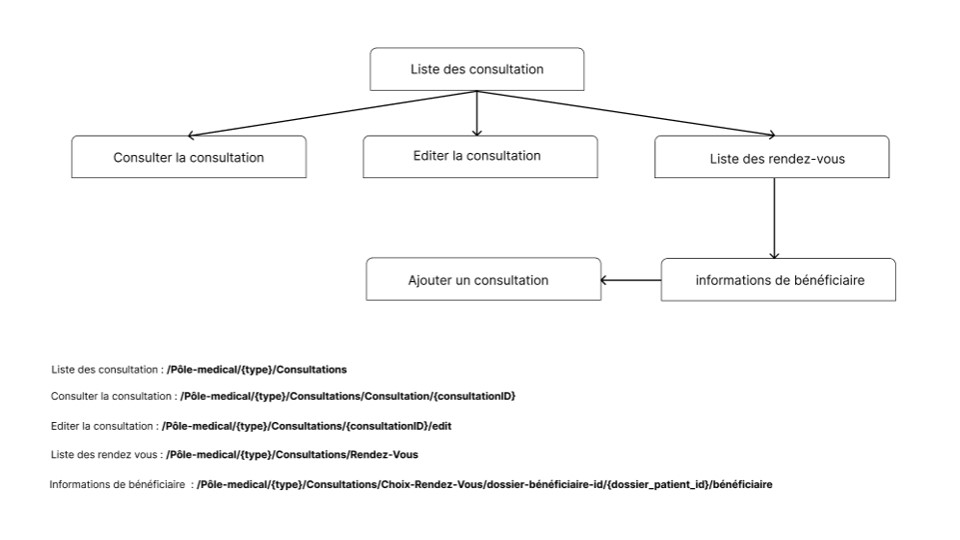 Liste des consultation
Consulter la consultation
Editer la consultation
Liste des rendez-vous
Ajouter un consultation
informations de bénéficiaire
Liste des consultation : /Pôle-medical/{type}/Consultations
Consulter la consultation : /Pôle-medical/{type}/Consultations/Consultation/{consultationID}
Editer la consultation : /Pôle-medical/{type}/Consultations/{consultationID}/edit
Liste des rendez vous : /Pôle-medical/{type}/Consultations/Rendez-Vous
Informations de bénéficiaire : /Pôle-medical/{type}/Consultations/Choix-Rendez-Vous/dossier-bénéficiaire-id/{dossier_patient_id}/bénéficiaire